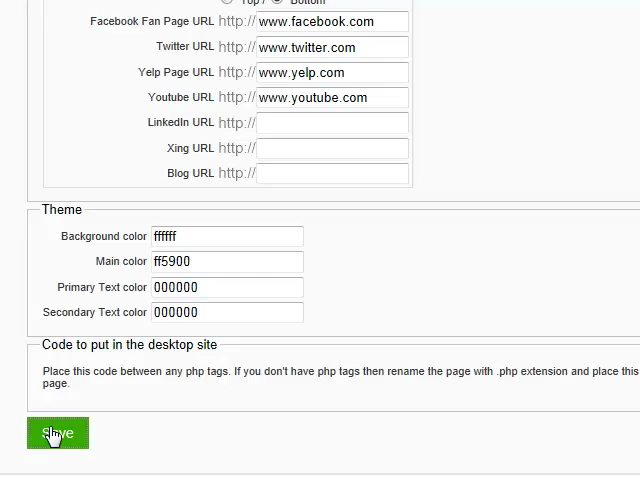 Top / Bottom
Facebook Fan Page URL http:// www.facebook.com
Twitter URL http:// www.twitter.com
Yelp Page URL http:// www.yelp.com
Youtube URL http:// www.youtube.com
LinkedIn URL http://
Xing URL http://
Blog URL http://
Theme
Background color ffffff
Main color ff5900
Primary Text color 000000
Secondary Text color 000000
Code to put in the desktop site
Place this code between any php tags. If you don't have php tags then rename the page with .php extension and place this
page.
Save